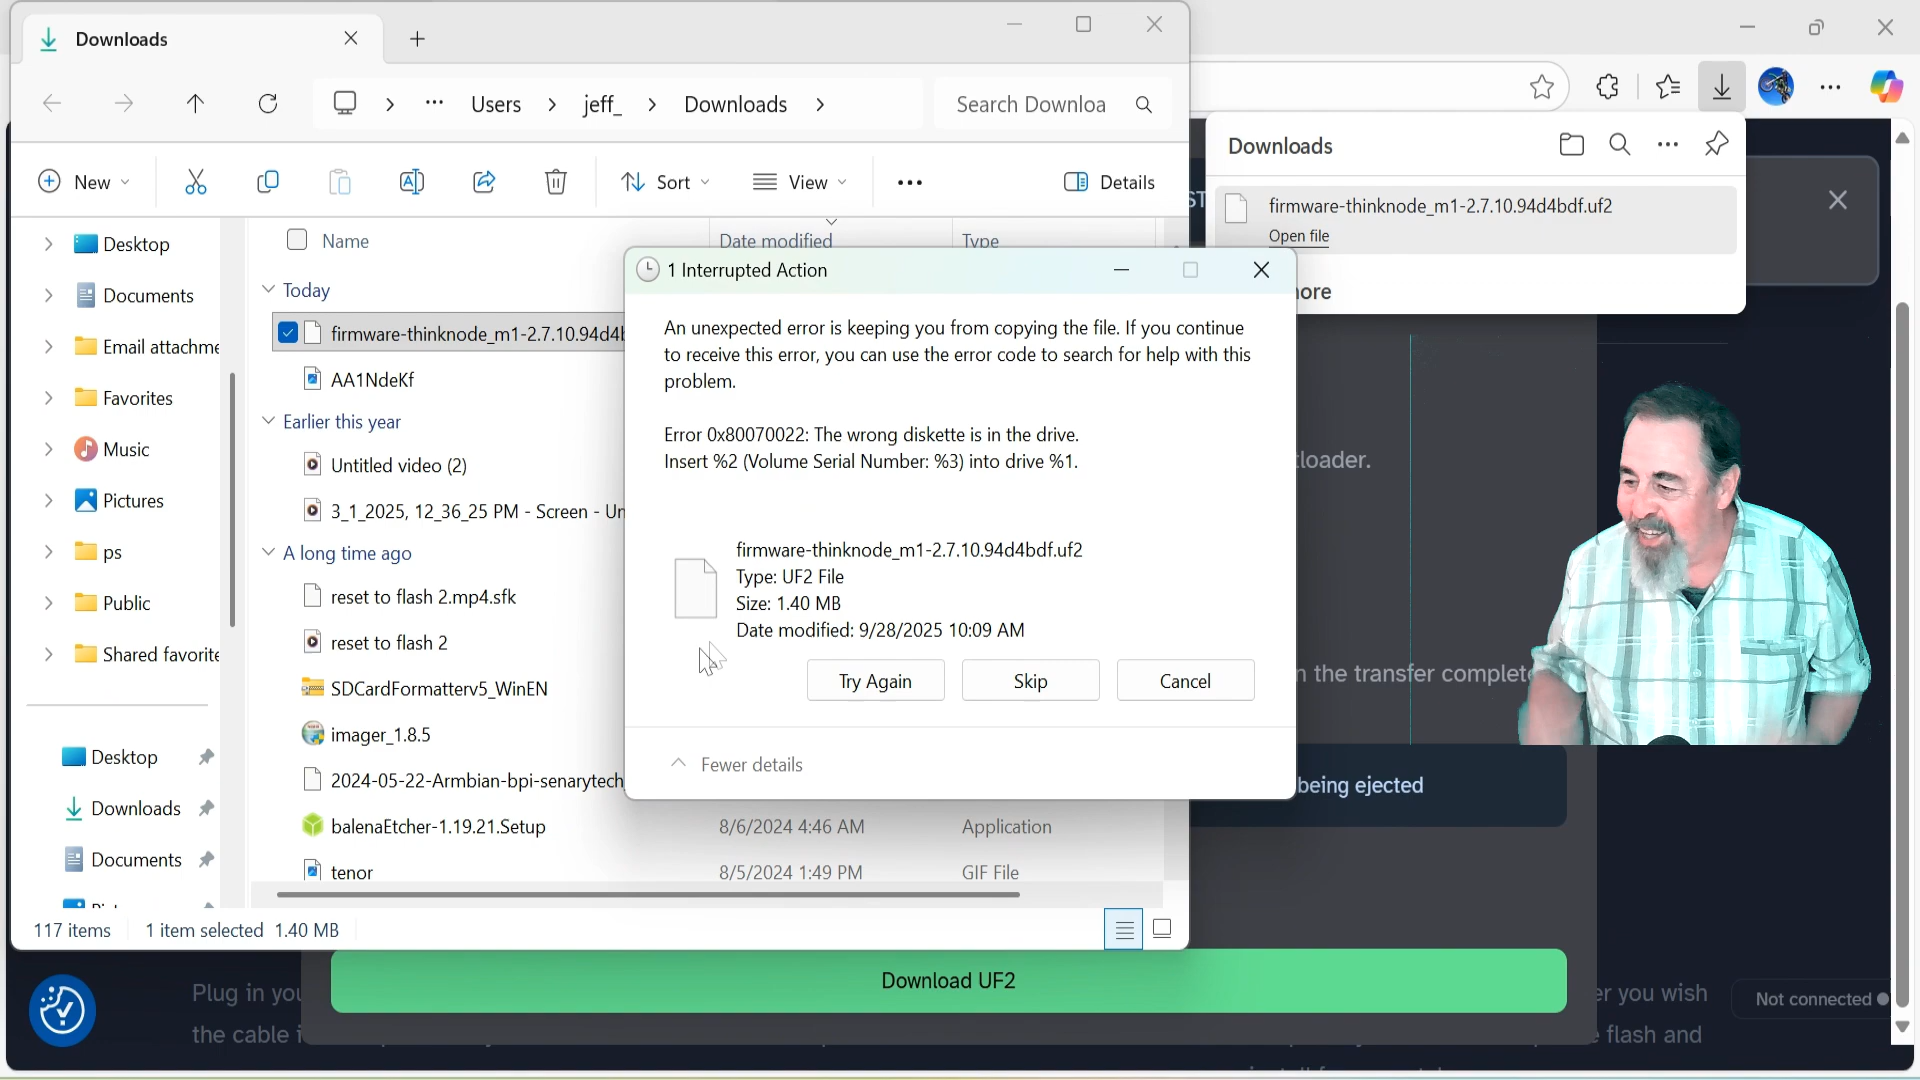 Downloads
Users
jeff_
Downloads
Search Downloa
New
Sort
View
Details
Desktop
Documents
Email attachme
Favorites
Music
Pictures
ps
Public
Shared favorite
Desktop
Downloads
Documents
Name
Date modified
Type
Today
firmware-thinknode_m1-2.7.10.94d4b
AA1NdeKf
Earlier this year
Untitled video (2)
3_1_2025, 12_36_25 PM - Screen - Un
A long time ago
reset to flash 2.mp4.sfk
reset to flash 2
SDCardFormatterv5_WinEN
imager_1.8.5
2024-05-22-Armbian-bpi-senarytech
balenaEtcher-1.19.21.Setup 8/6/2024 4:46 AM Application
tenor 8/5/2024 1:49 PM GIF File
117 items 1 item selected 1.40 MB
1 Interrupted Action
An unexpected error is keeping you from copying the file. If you continue
to receive this error, you can use the error code to search for help with this
problem.
Error 0x80070022: The wrong diskette is in the drive.
Insert %2 (Volume Serial Number: %3) into drive %1.
firmware-thinknode_m1-2.7.10.94d4bdf.uf2
Type: UF2 File
Size: 1.40 MB
Date modified: 9/28/2025 10:09 AM
Try Again
Skip
Cancel
Fewer details
Downloads
firmware-thinknode_m1-2.7.10.94d4bdf.uf2
Open file
ore
ST
tloader.
n the transfer complete
being ejected
Download UF2
Plug in you
the cable i
er you wish
e flash and
Not connected